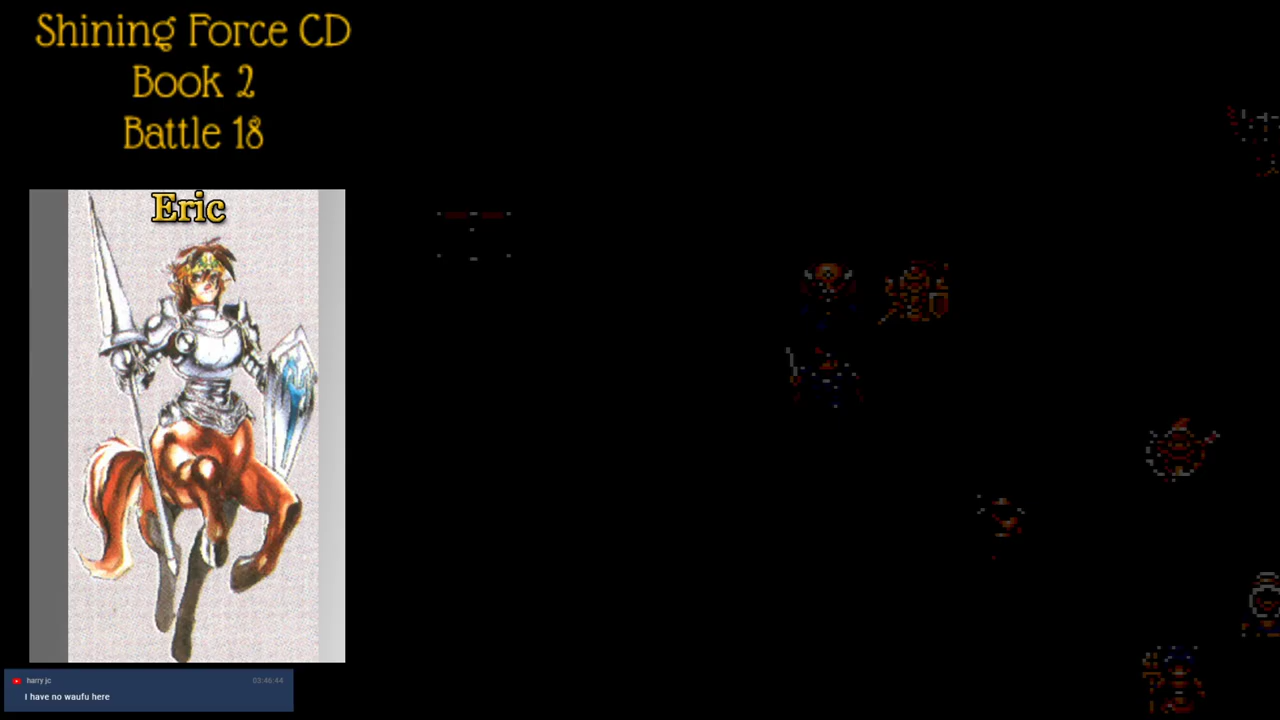 Shining Force CD
Book 2
Battle 18
Eric
harry jc 03:46:44
I have no waufu here